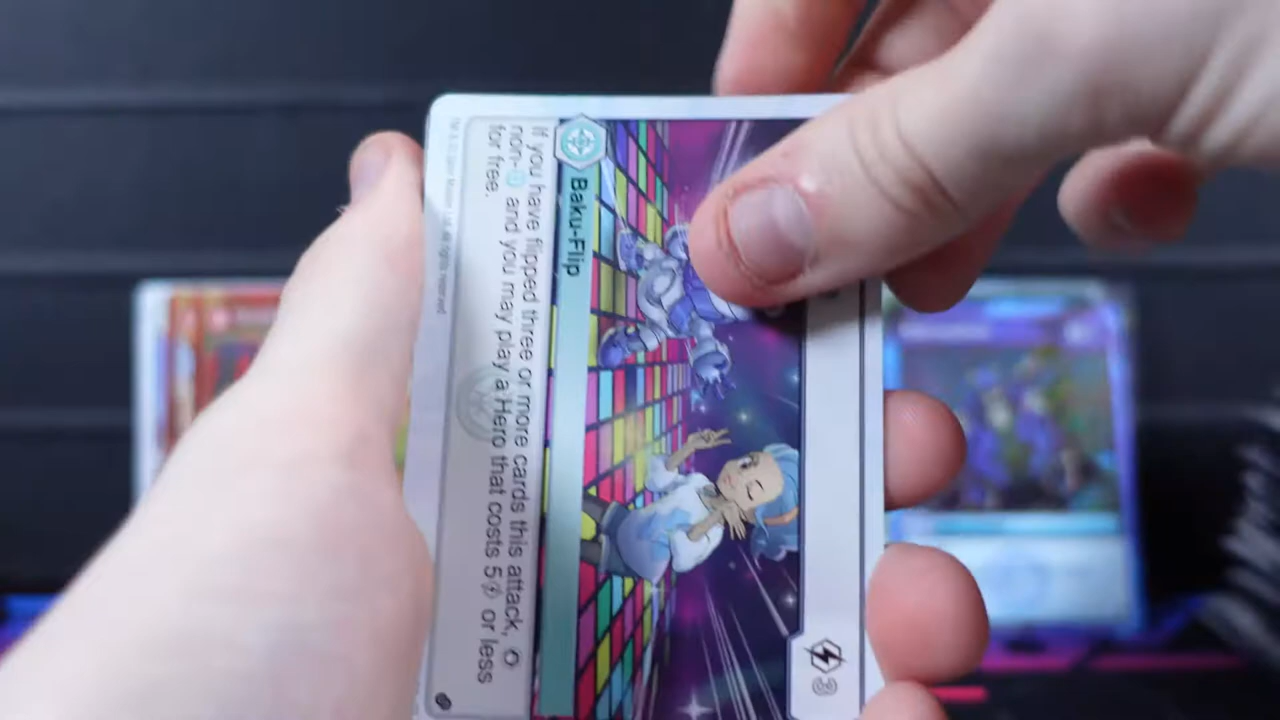 3
Baku-Flip
If you have flipped three or more cards this attack,
non- and you may play a Hero that costs 5 or less
for free.